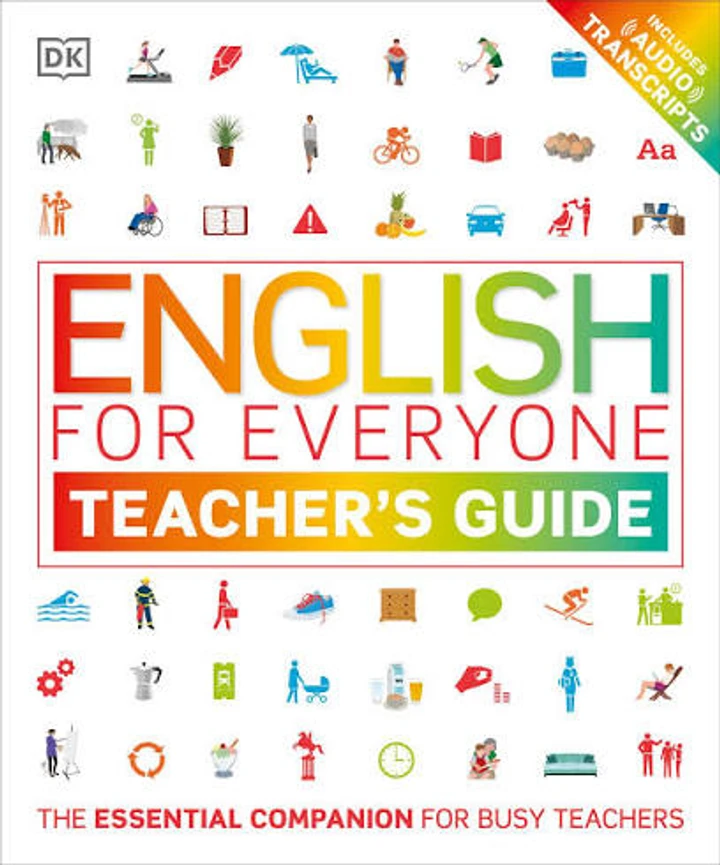 DK
INCLUDES
AUDIO
TRANSCRIPTS
Aa
ENGLISH
FOR EVERYONE
TEACHER'S GUIDE
THE ESSENTIAL COMPANION FOR BUSY TEACHERS